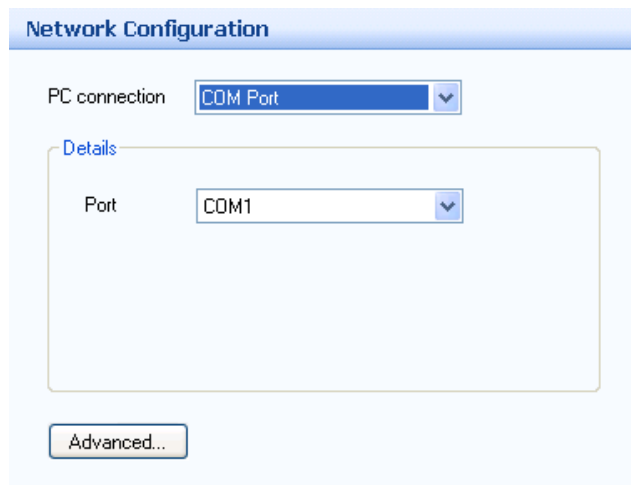 Network Configuration
PC connection COM Port
Details
Port COM1
Advanced...